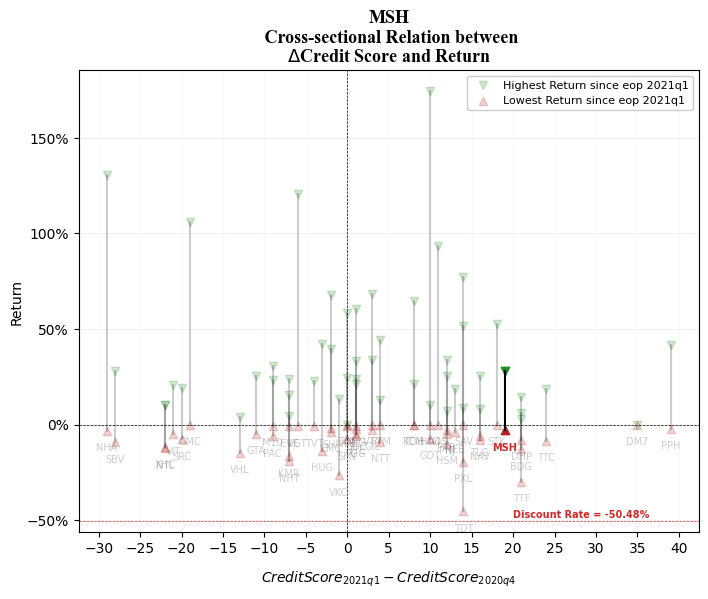 MSH
Cross-sectional Relation between
ΔCredit Score and Return
Highest Return since eop 2021q1
Lowest Return since eop 2021q1
Return
150%
100%
50%
0%
−50%
NHA
SBV
SRC
VHL
GTA
PAC
KMR
NHT
HUG
VKC
NTT
GDT
HSM
PXL
TDT
NAV
STK
MSH
BDG
TTF
TTC
DM7
PPH
Discount Rate = -50.48%
−30 −25 −20 −15 −10 −5 0 5 10 15 20 25 30 35 40
CreditScore2021q1 − CreditScore2020q4